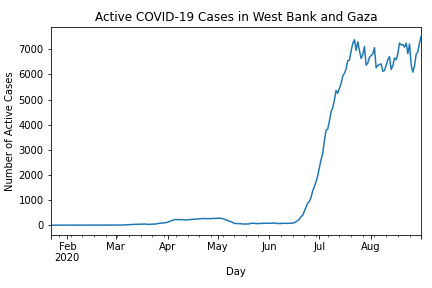 Active COVID-19 Cases in West Bank and Gaza
Number of Active Cases
7000
6000
5000
4000
3000
2000
1000
0
Feb Mar Apr May Jun Jul Aug
2020
Day